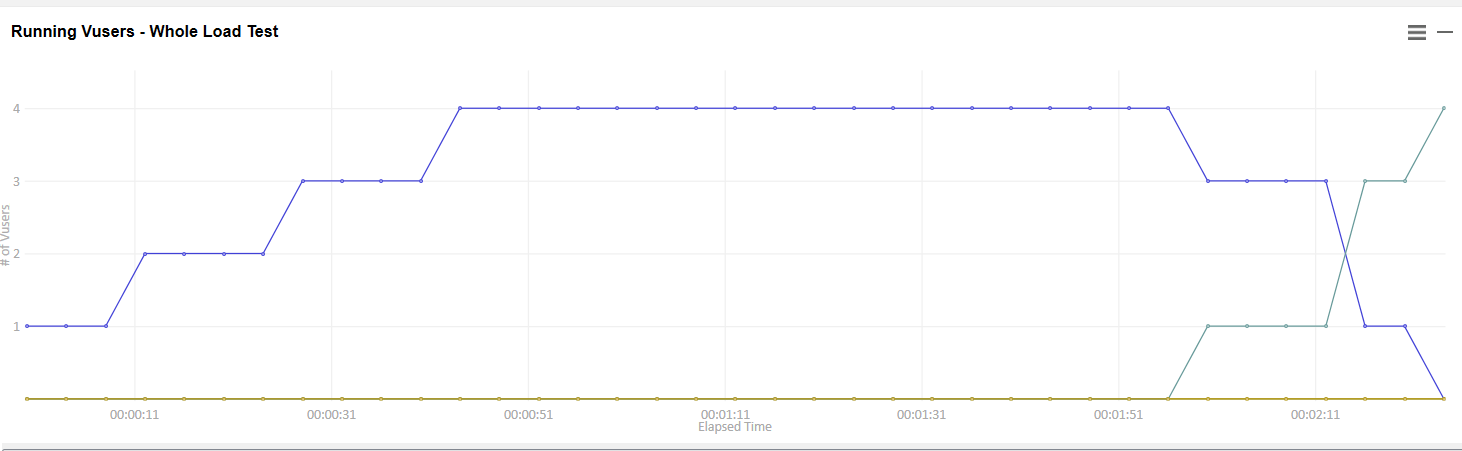 Running Vusers - Whole Load Test
# of Vusers
4
3
2
1
00:00:11 00:00:31 00:00:51 00:01:11 00:01:31 00:01:51 00:02:11
Elapsed Time